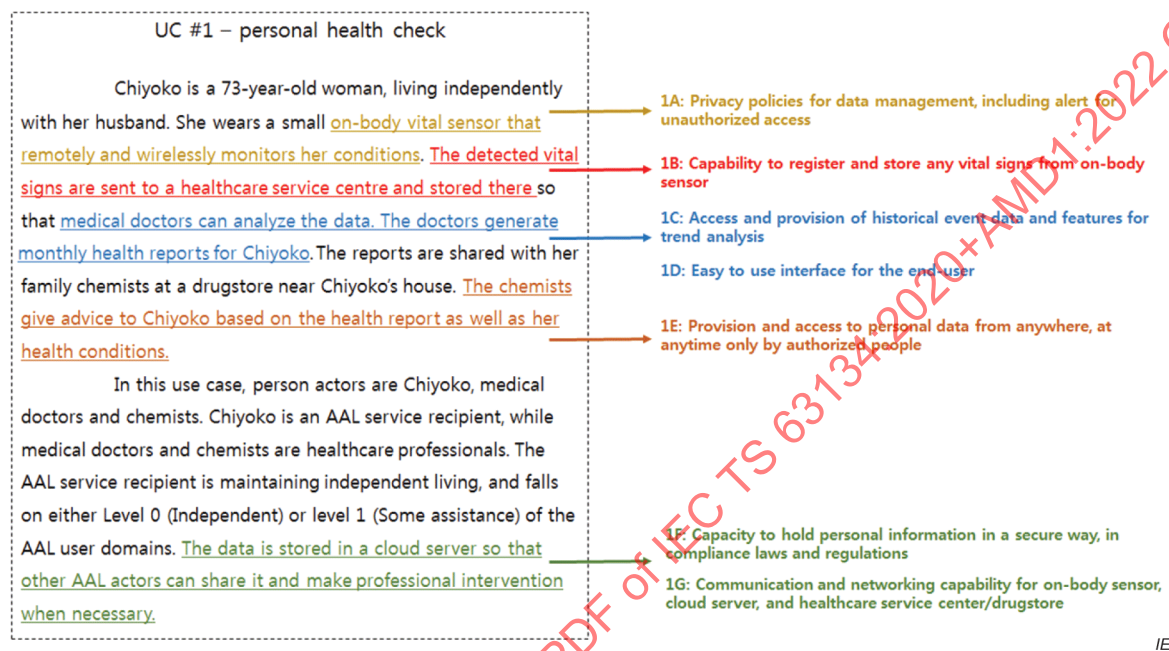 UC #1 – personal health check
Chiyoko is a 73-year-old woman, living independently
with her husband. She wears a small on-body vital sensor that
remotely and wirelessly monitors her conditions. The detected vital
signs are sent to a healthcare service centre and stored there so
that medical doctors can analyze the data. The doctors generate
monthly health reports for Chiyoko. The reports are shared with her
family chemists at a drugstore near Chiyoko's house. The chemists
give advice to Chiyoko based on the health report as well as her
health conditions.
In this use case, person actors are Chiyoko, medical
doctors and chemists. Chiyoko is an AAL service recipient, while
medical doctors and chemists are healthcare professionals. The
AAL service recipient is maintaining independent living, and falls
on either Level 0 (Independent) or level 1 (Some assistance) of the
AAL user domains. The data is stored in a cloud server so that
other AAL actors can share it and make professional intervention
when necessary.
1A: Privacy policies for data management, including alert for
unauthorized access
1B: Capability to register and store any vital signs from on-body
sensor
1C: Access and provision of historical event data and features for
trend analysis
1D: Easy to use interface for the end-user
1E: Provision and access to personal data from anywhere, at
anytime only by authorized people
1F: Capacity to hold personal information in a secure way, in
compliance laws and regulations
1G: Communication and networking capability for on-body sensor,
cloud server, and healthcare service center/drugstore
PDF of IEC TS 63134:2020+AMD1:2022
IE